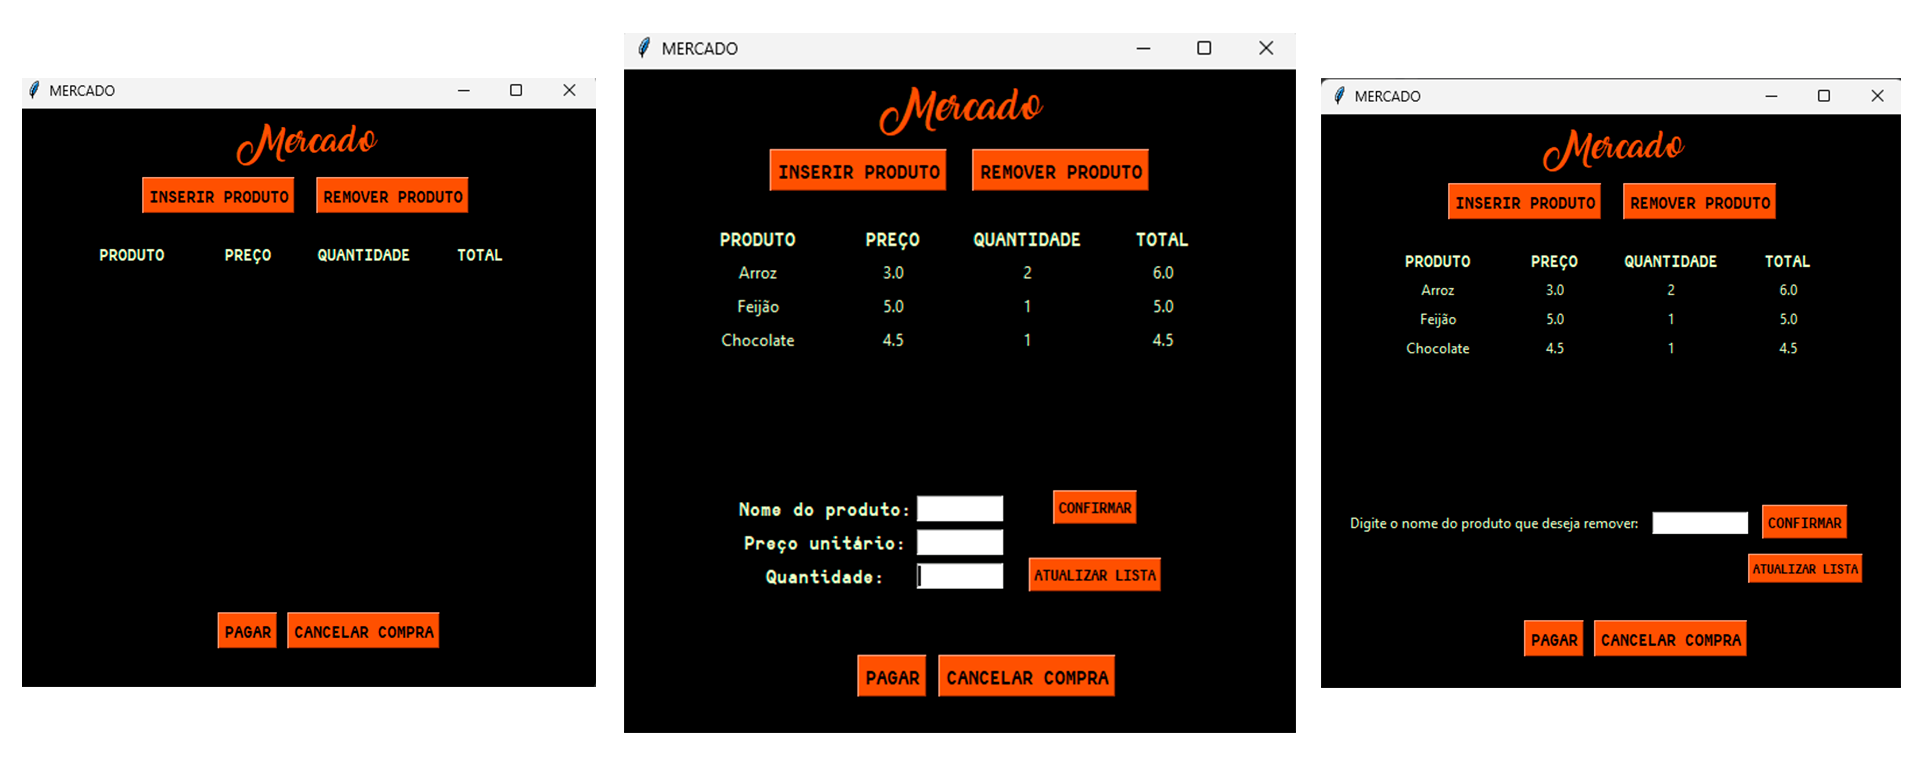 MERCADO
Mercado
INSERIR PRODUTO REMOVER PRODUTO
PRODUTO PREÇO QUANTIDADE TOTAL
PAGAR CANCELAR COMPRA
MERCADO
Mercado
INSERIR PRODUTO REMOVER PRODUTO
PRODUTO PREÇO QUANTIDADE TOTAL
Arroz 3.0 2 6.0
Feijão 5.0 1 5.0
Chocolate 4.5 1 4.5
Nome do produto: CONFIRMAR
Preço unitário:
Quantidade: ATUALIZAR LISTA
PAGAR CANCELAR COMPRA
MERCADO
Mercado
INSERIR PRODUTO REMOVER PRODUTO
PRODUTO PREÇO QUANTIDADE TOTAL
Arroz 3.0 2 6.0
Feijão 5.0 1 5.0
Chocolate 4.5 1 4.5
Digite o nome do produto que deseja remover: CONFIRMAR
ATUALIZAR LISTA
PAGAR CANCELAR COMPRA